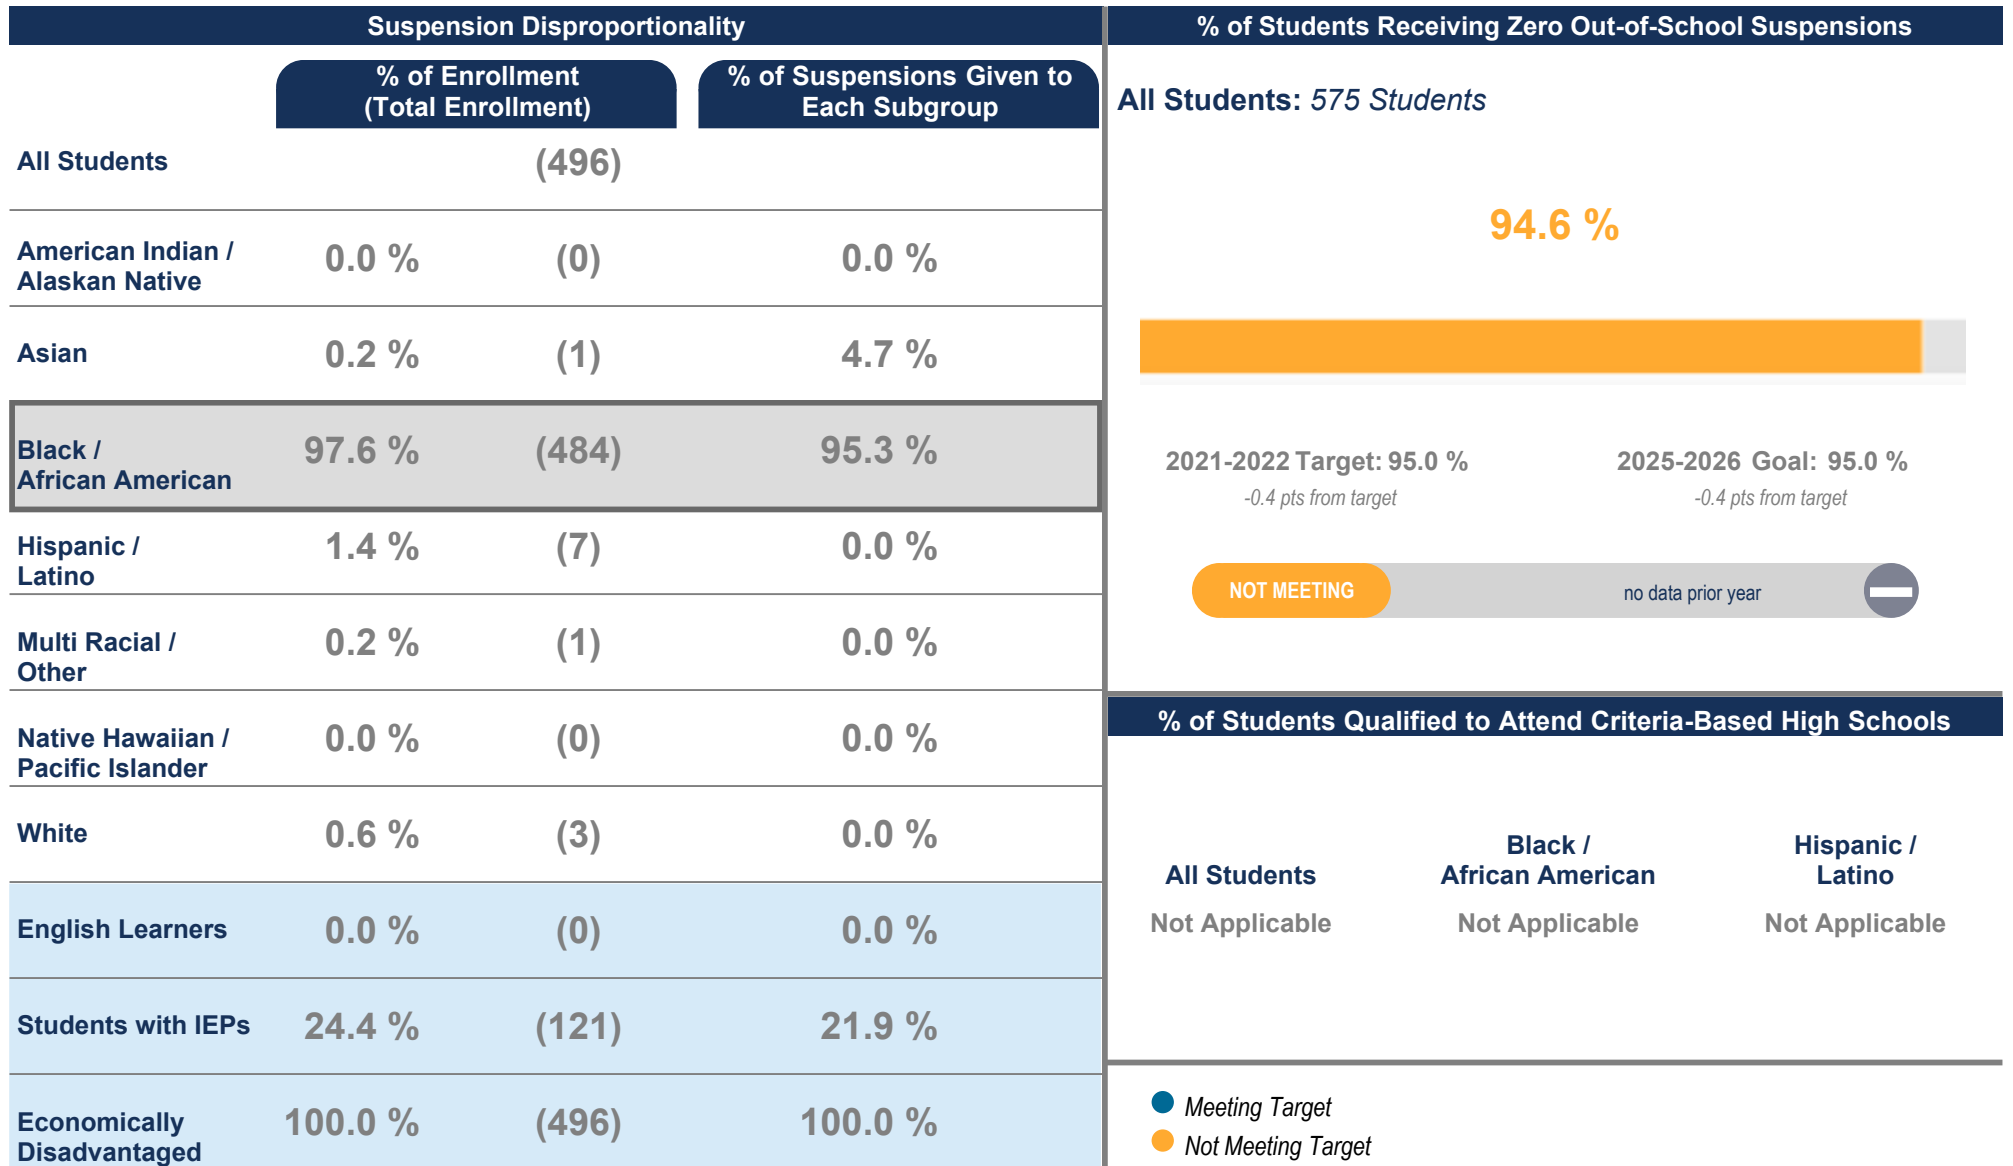 Suspension Disproportionality
% of Enrollment
(Total Enrollment)
% of Suspensions Given to
Each Subgroup
All Students (496)
American Indian /
Alaskan Native
0.0 % (0) 0.0 %
Asian 0.2 % (1) 4.7 %
Black /
African American
97.6 % (484) 95.3 %
Hispanic /
Latino
1.4 % (7) 0.0 %
Multi Racial /
Other
0.2 % (1) 0.0 %
Native Hawaiian /
Pacific Islander
0.0 % (0) 0.0 %
White 0.6 % (3) 0.0 %
English Learners 0.0 % (0) 0.0 %
Students with IEPs 24.4 % (121) 21.9 %
Economically
Disadvantaged
100.0 % (496) 100.0 %
% of Students Receiving Zero Out-of-School Suspensions
All Students: 575 Students
94.6 %
2021-2022 Target: 95.0 %
-0.4 pts from target
2025-2026 Goal: 95.0 %
-0.4 pts from target
NOT MEETING
no data prior year
% of Students Qualified to Attend Criteria-Based High Schools
All Students
Not Applicable
Black /
African American
Not Applicable
Hispanic /
Latino
Not Applicable
Meeting Target
Not Meeting Target